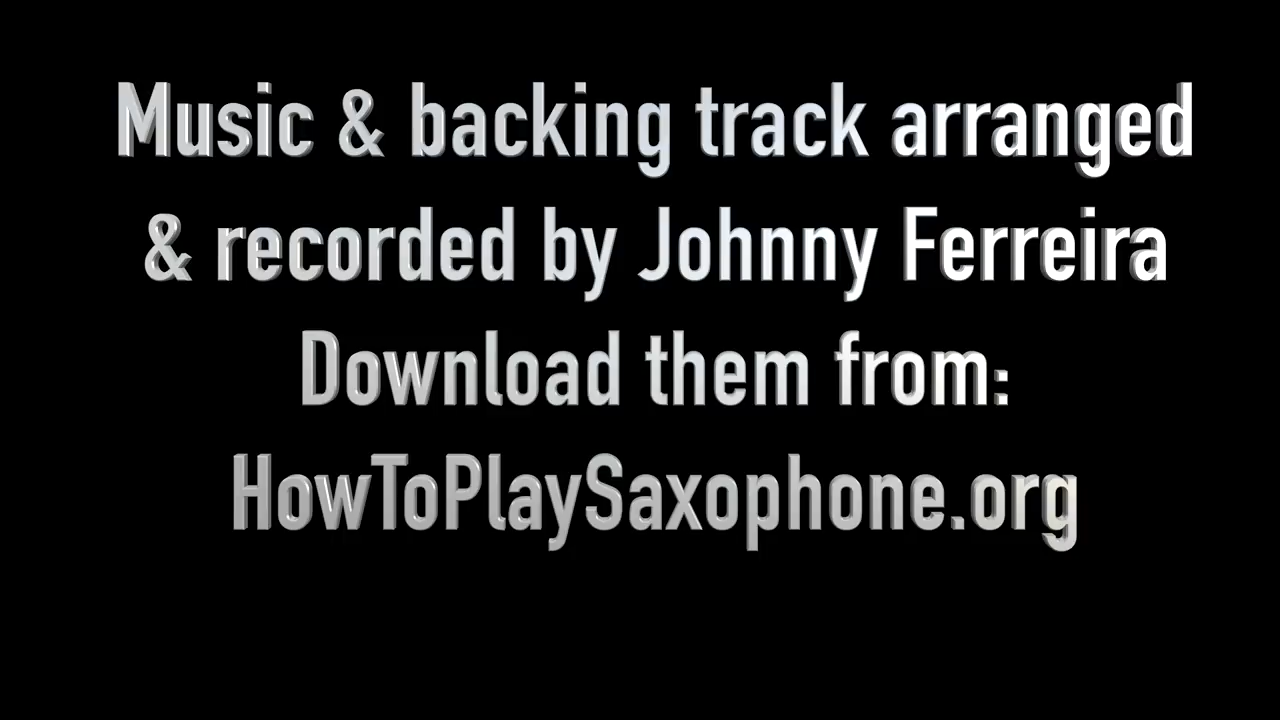 Music & backing track arranged
& recorded by Johnny Ferreira
Download them from:
HowToPlaySaxophone.org